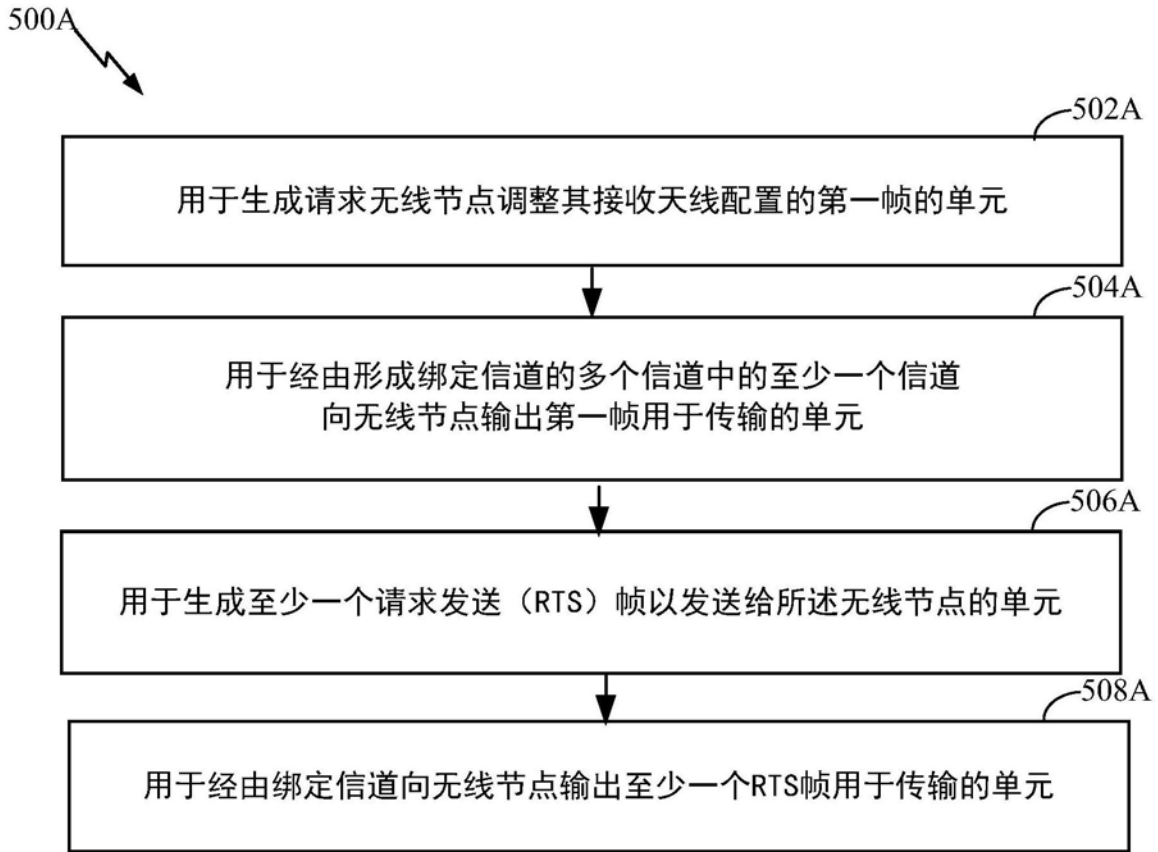 500A
502A
用于生成请求无线节点调整其接收天线配置的第一帧的单元
504A
用于经由形成绑定信道的多个信道中的至少一个信道
向无线节点输出第一帧用于传输的单元
506A
用于生成至少一个请求发送（RTS）帧以发送给所述无线节点的单元
508A
用于经由绑定信道向无线节点输出至少一个RTS帧用于传输的单元